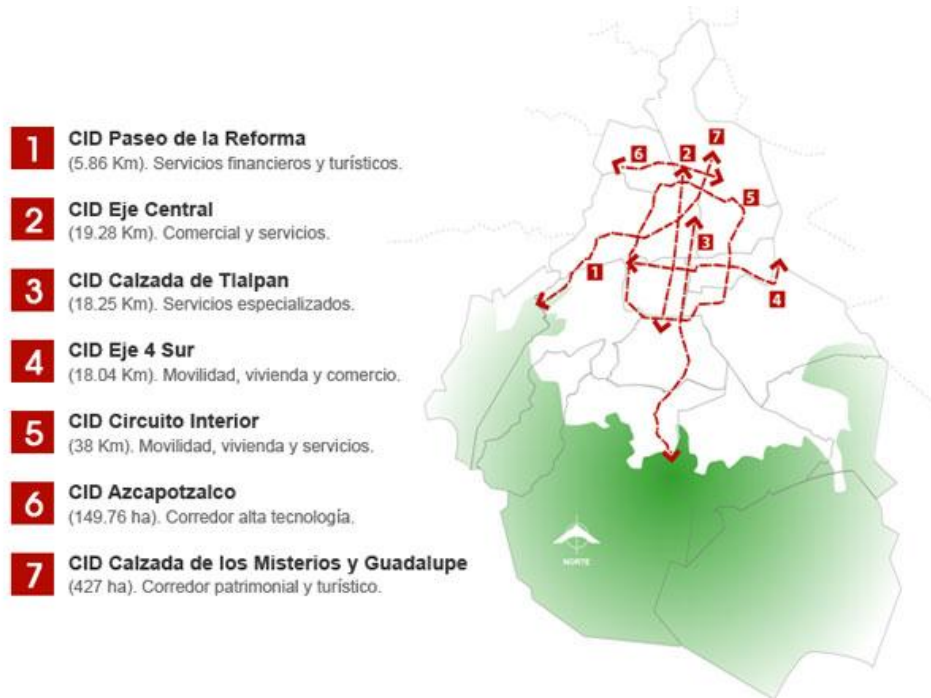 1
CID Paseo de la Reforma
(5.86 Km). Servicios financieros y turísticos.
2
CID Eje Central
(19.28 Km). Comercial y servicios.
3
CID Calzada de Tlalpan
(18.25 Km). Servicios especializados.
4
CID Eje 4 Sur
(18.04 Km). Movilidad, vivienda y comercio.
5
CID Circuito Interior
(38 Km). Movilidad, vivienda y servicios.
6
CID Azcapotzalco
(149.76 ha). Corredor alta tecnología.
7
CID Calzada de los Misterios y Guadalupe
(427 ha). Corredor patrimonial y turístico.
7
6
2
5
3
1
4
NORTE